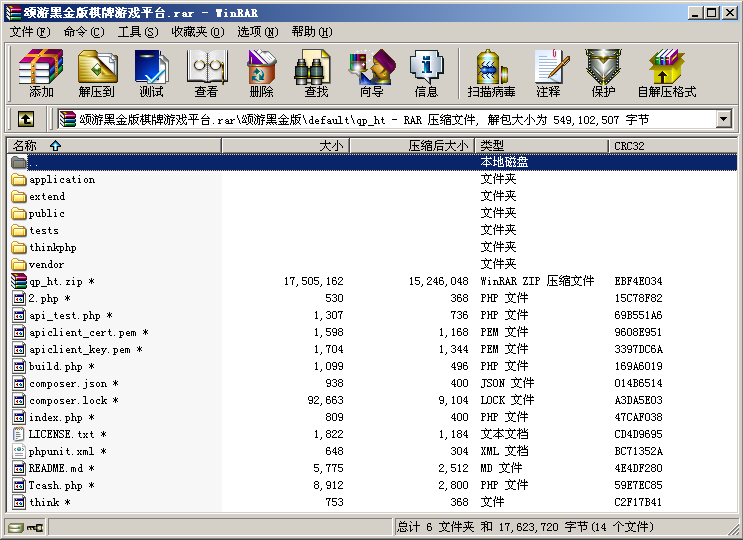 颂游黑金版棋牌游戏平台.rar - WinRAR
文件(F) 命令(C) 工具(S) 收藏夹(O) 选项(N) 帮助(H)
添加 解压到 测试 查看 删除 查找 向导 信息 扫描病毒 注释 保护 自解压格式
颂游黑金版棋牌游戏平台.rar\颂游黑金版\default\qp_ht - RAR 压缩文件, 解包大小为 549,102,507 字节
名称 大小 压缩后大小 类型 CRC32
.. 本地磁盘
application 文件夹
extend 文件夹
public 文件夹
tests 文件夹
thinkphp 文件夹
vendor 文件夹
qp_ht.zip * 17,505,162 15,246,048 WinRAR ZIP 压缩文件 EBF4E034
2.php * 530 368 PHP 文件 15C78F82
api_test.php * 1,307 736 PHP 文件 69B551A6
apiclient_cert.pem * 1,598 1,168 PEM 文件 9608E951
apiclient_key.pem * 1,704 1,344 PEM 文件 3397DC6A
build.php * 1,099 496 PHP 文件 169A6019
composer.json * 938 400 JSON 文件 014B6514
composer.lock * 92,663 9,104 LOCK 文件 A3DA5E03
index.php * 809 400 PHP 文件 47CAF038
LICENSE.txt * 1,822 1,184 文本文档 CD4D9695
phpunit.xml * 648 304 XML 文档 BC71352A
README.md * 5,775 2,512 MD 文件 4E4DF280
Tcash.php * 8,912 2,800 PHP 文件 59E7EC85
think * 753 368 文件 C2F17B41
总计 6 文件夹 和 17,623,720 字节(14 个文件)